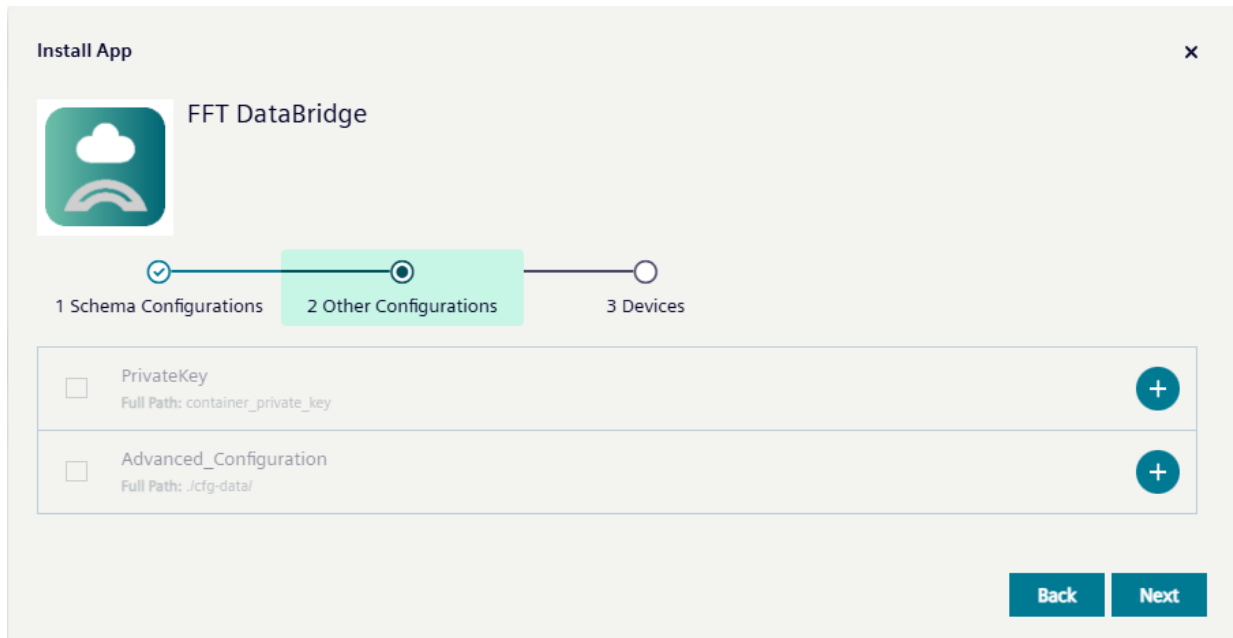 Install App
FFT DataBridge
1 Schema Configurations
2 Other Configurations
3 Devices
PrivateKey
Full Path: container_private_key
Advanced_Configuration
Full Path: ./cfg-data/
Back
Next